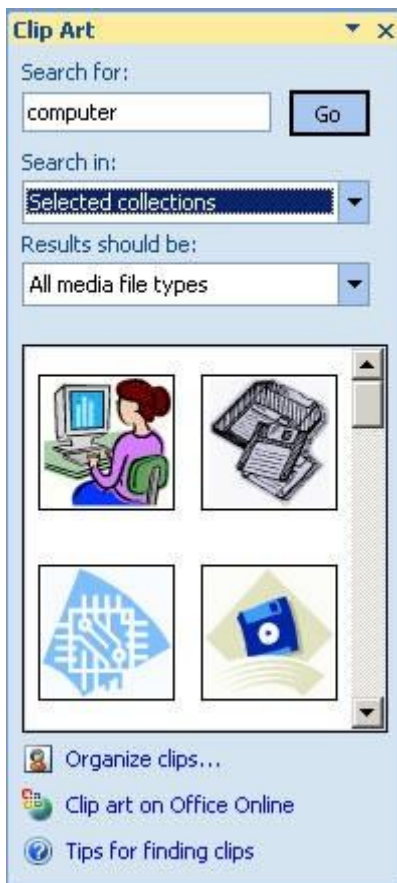 Clip Art
Search for:
computer Go
Search in:
Selected collections
Results should be:
All media file types
Organize clips...
Clip art on Office Online
Tips for finding clips